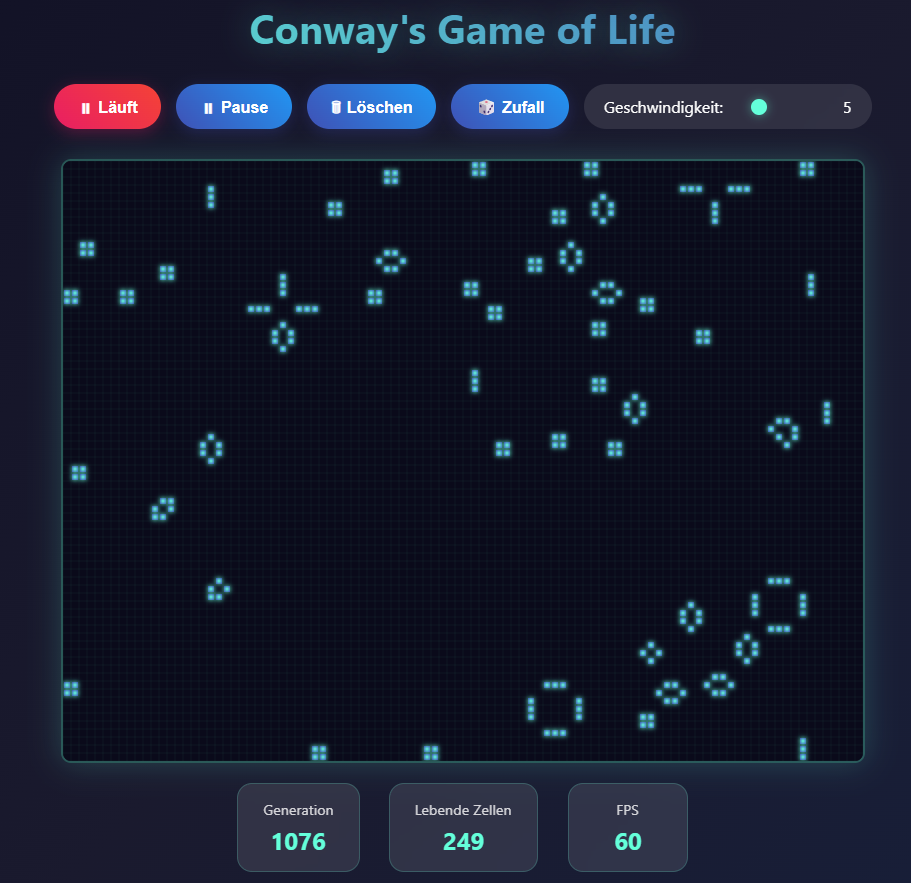 Conway's Game of Life
⏸ Läuft ⏸ Pause 🗑 Löschen 🎲 Zufall Geschwindigkeit: 5
Generation Lebende Zellen FPS
1076 249 60